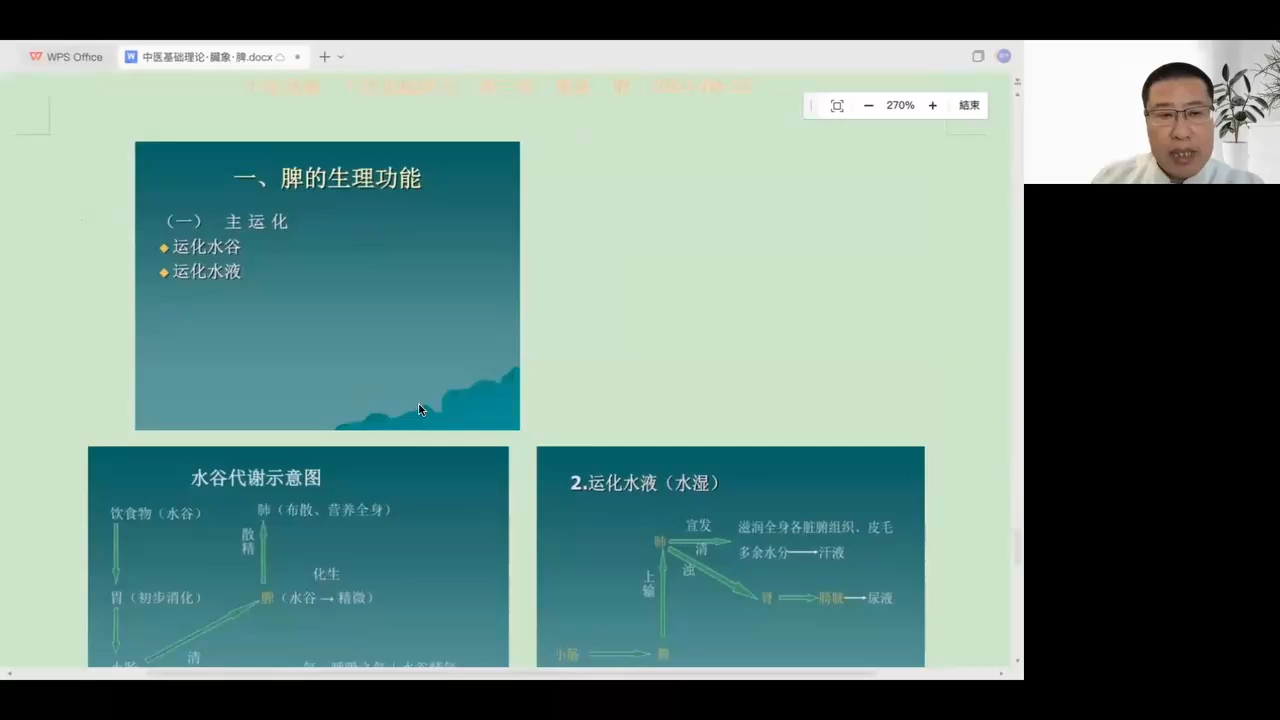 WPS Office
中医基础理论·臓象·脾.docx
270%
結束
一、脾的生理功能
（一） 主 运 化
运化水谷
运化水液
水谷代谢示意图
饮食物（水谷）
肺（布散、营养全身）
散精
化生
胃（初步消化）
脾（水谷→精微）
小肠
清
2.运化水液（水湿）
宣发
滋润全身各脏腑组织、皮毛
肺
清
多余水分
汗液
浊
上输
肾
膀胱
尿液
小肠
脾